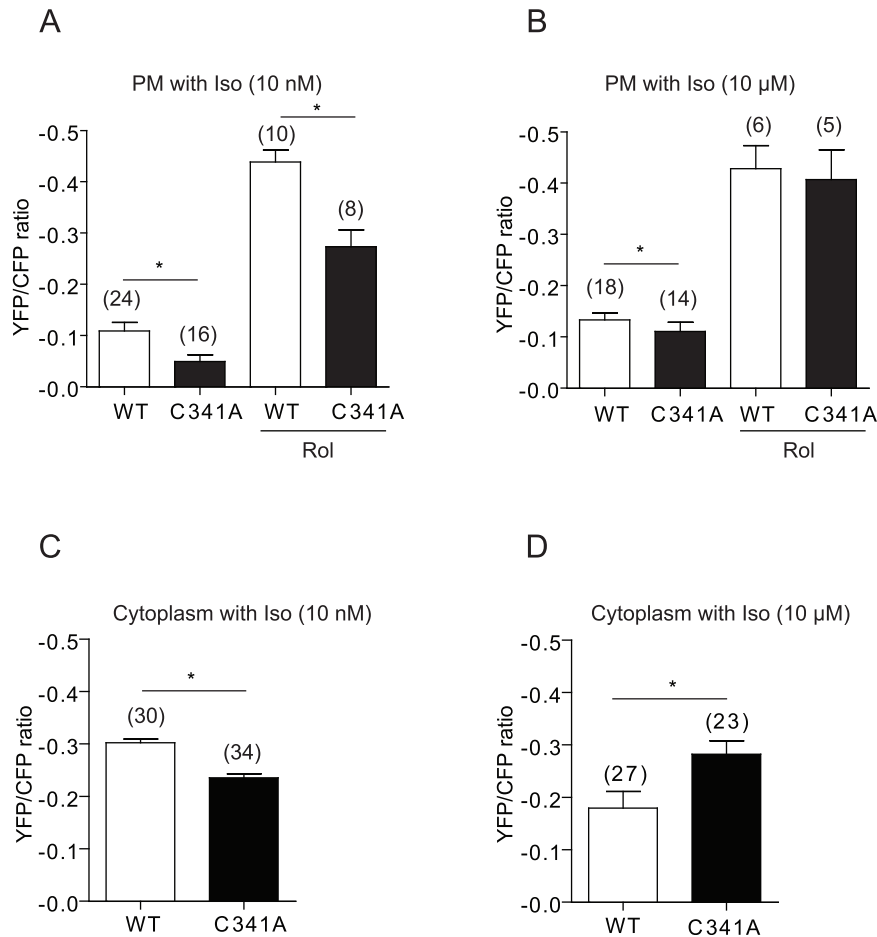 A
PM with Iso (10 nM)
*
-0.5
(10)
-0.4
(8)
-0.3
*
(24)
-0.2
(16)
-0.1
-0.0
YFP/CFP ratio
WT
C341A
WT
C341A
Rol
B
PM with Iso (10 µM)
(6)
(5)
-0.5
-0.4
-0.3
*
(18)
(14)
-0.2
-0.1
-0.0
YFP/CFP ratio
WT
C341A
WT
C341A
Rol
C
Cytoplasm with Iso (10 nM)
-0.5
-0.4
*
(30)
-0.3
(34)
-0.2
-0.1
-0.0
YFP/CFP ratio
WT
C341A
D
Cytoplasm with Iso (10 µM)
-0.5
-0.4
*
(23)
-0.3
(27)
-0.2
-0.1
-0.0
YFP/CFP ratio
WT
C341A